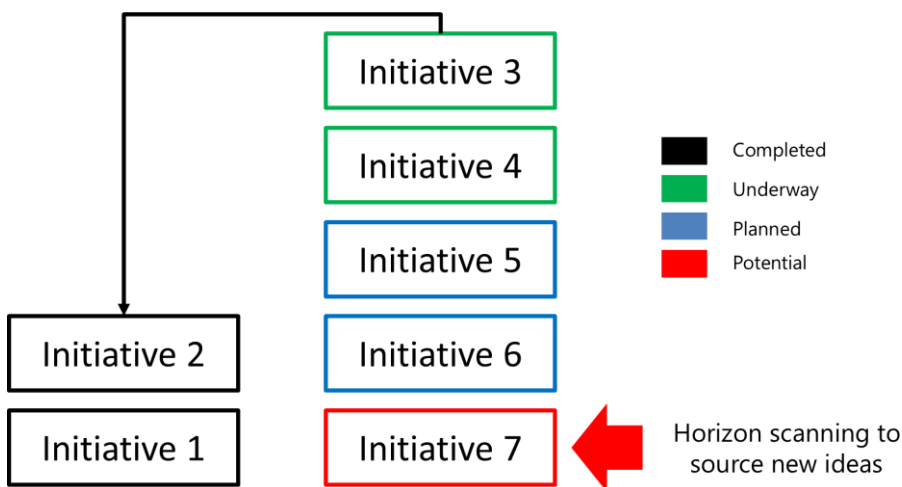 Initiative 3
Initiative 4
Initiative 5
Initiative 6
Initiative 7
Initiative 2
Initiative 1
Completed
Underway
Planned
Potential
Horizon scanning to
source new ideas